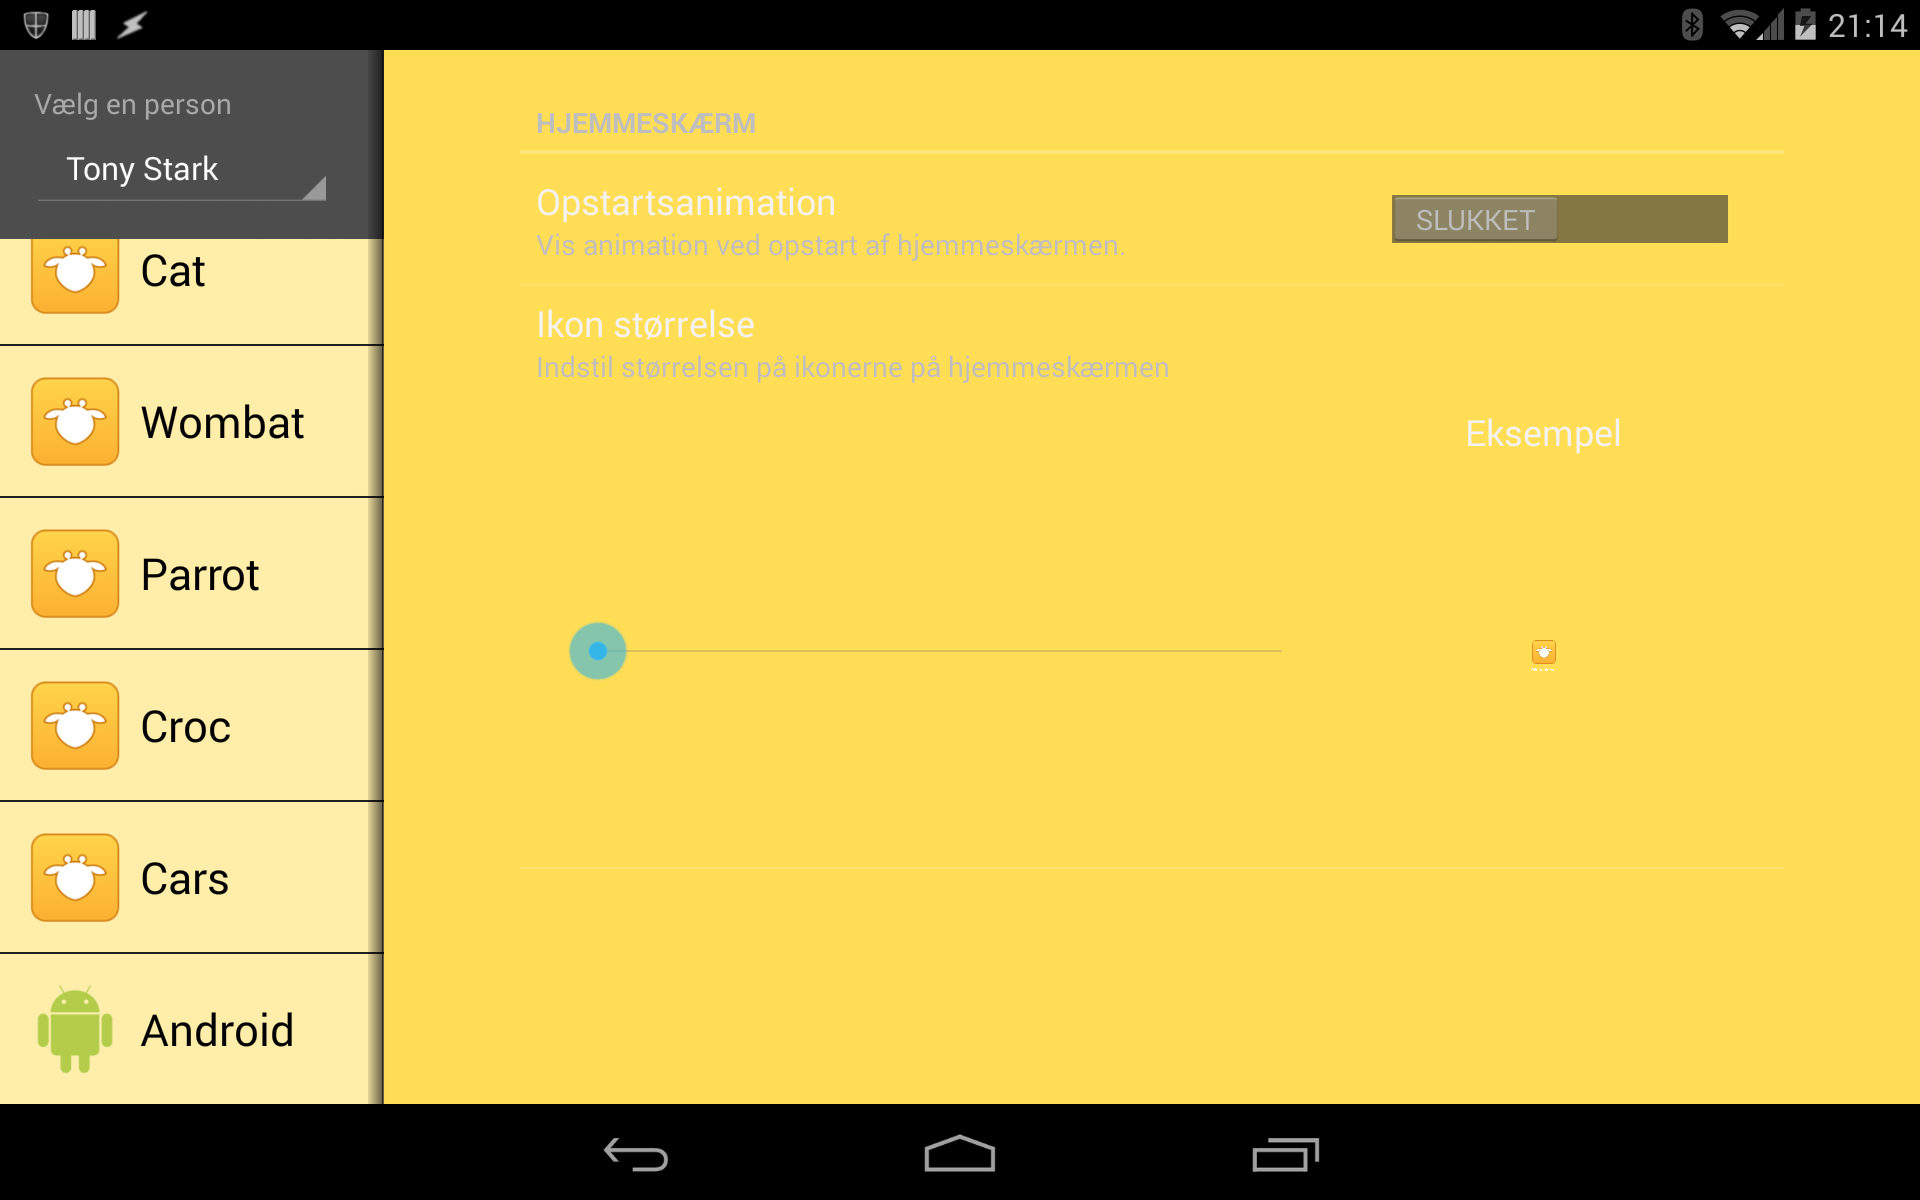 21:14
Vælg en person
Tony Stark
Cat
Wombat
Parrot
Croc
Cars
Android
HJEMMESKÆRM
Opstartsanimation
Vis animation ved opstart af hjemmeskærmen.
SLUKKET
Ikon størrelse
Indstil størrelsen på ikonerne på hjemmeskærmen
Eksempel